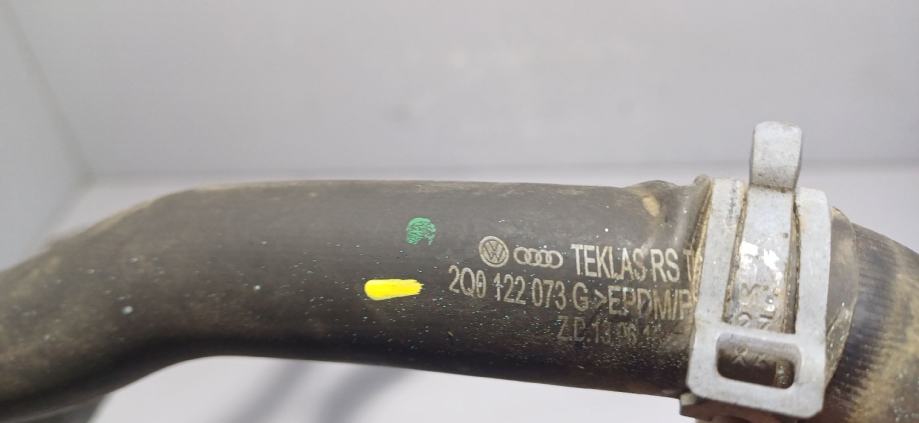 TEKLAS RS
2Q0 122 073 G >EPDM/P
Z.D. 13 06